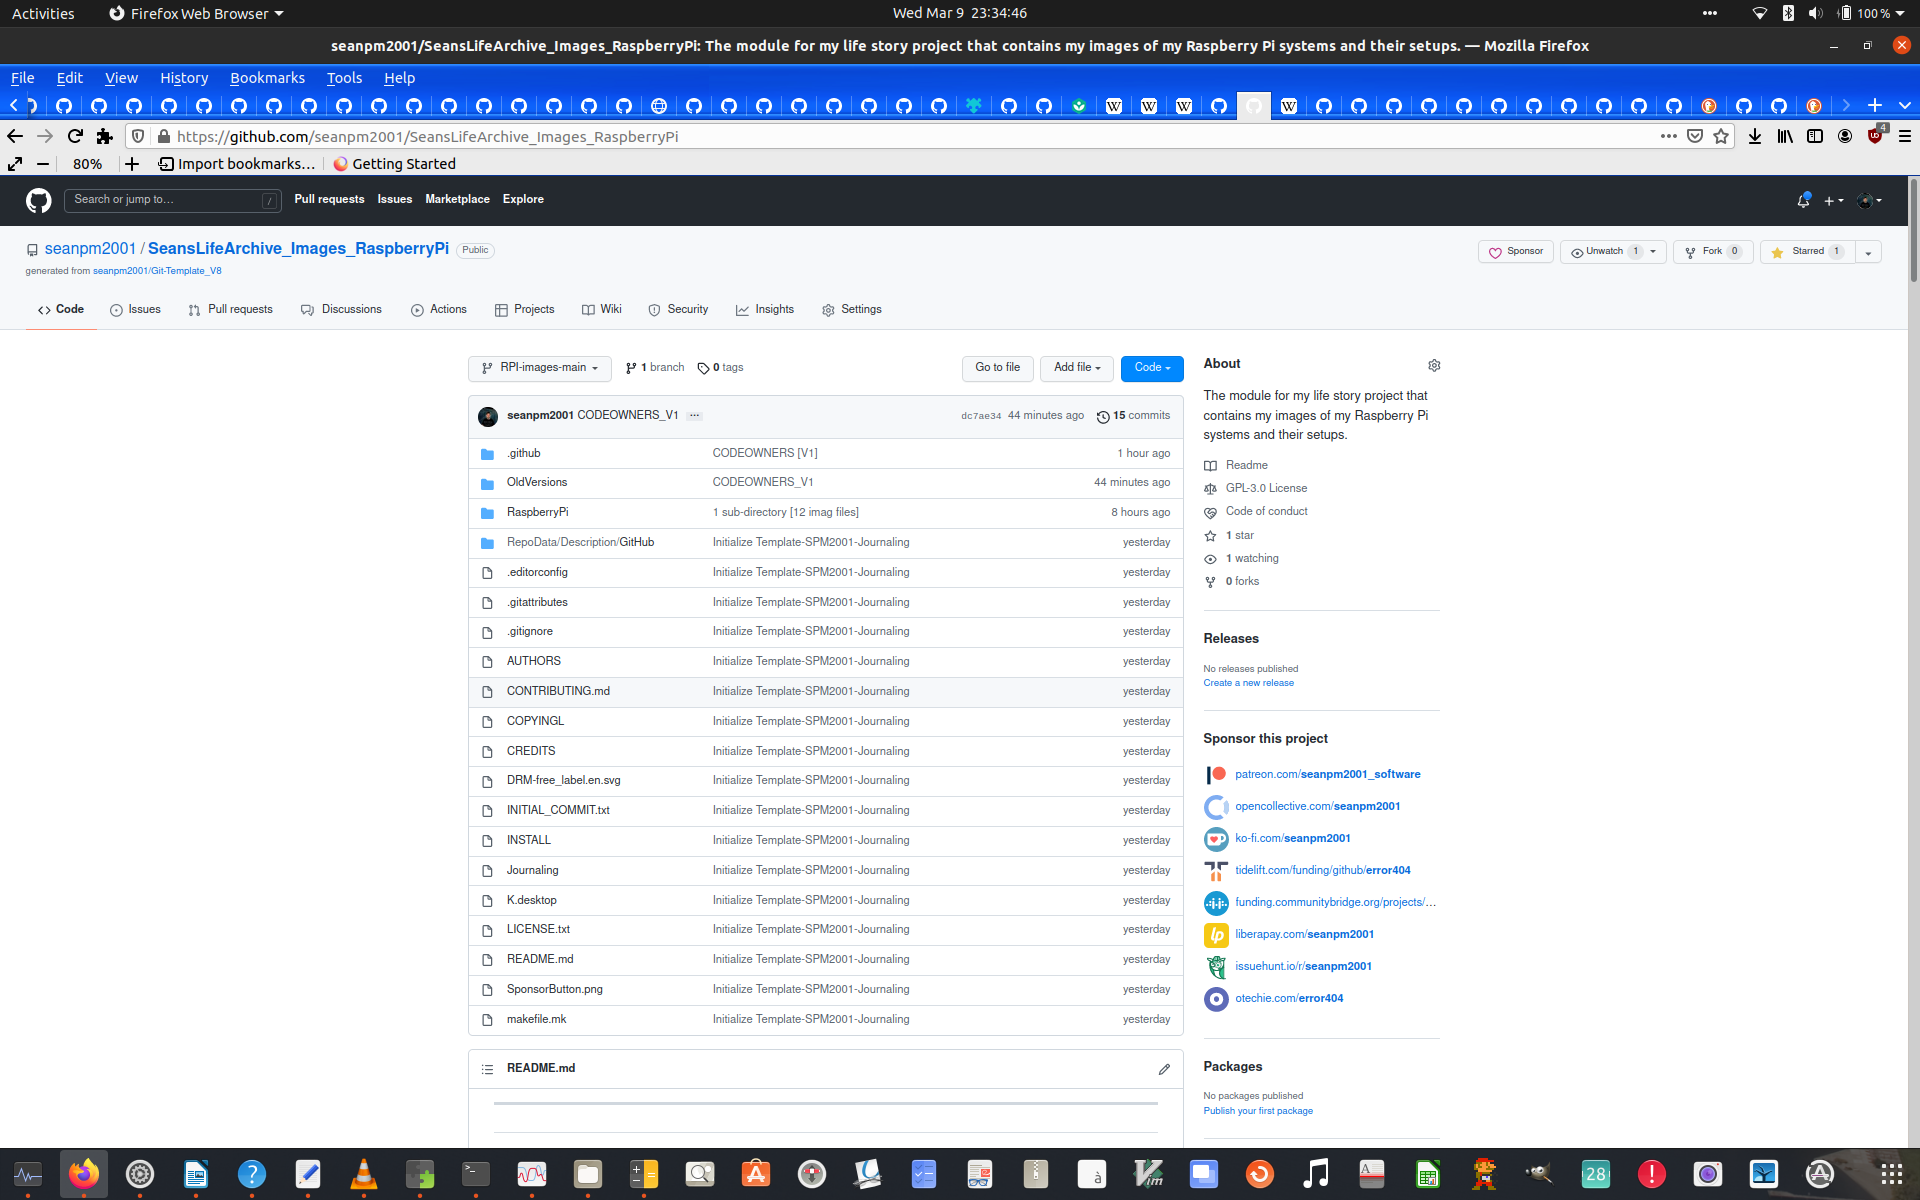 Activities Firefox Web Browser Wed Mar 9 23:34:46 100 %
seanpm2001/SeansLifeArchive_Images_RaspberryPi: The module for my life story project that contains my images of my Raspberry Pi systems and their setups. — Mozilla Firefox
File Edit View History Bookmarks Tools Help
https://github.com/seanpm2001/SeansLifeArchive_Images_RaspberryPi 4
80% Import bookmarks... Getting Started
Search or jump to... / Pull requests Issues Marketplace Explore
seanpm2001 / SeansLifeArchive_Images_RaspberryPi Public Sponsor Unwatch 1 Fork 0 Starred 1
generated from seanpm2001/Git-Template_V8
Code Issues Pull requests Discussions Actions Projects Wiki Security Insights Settings
RPI-images-main 1 branch 0 tags Go to file Add file Code
seanpm2001 CODEOWNERS_V1 ... dc7ae34 44 minutes ago 15 commits
.github CODEOWNERS [V1] 1 hour ago
OldVersions CODEOWNERS_V1 44 minutes ago
RaspberryPi 1 sub-directory [12 imag files] 8 hours ago
RepoData/Description/GitHub Initialize Template-SPM2001-Journaling yesterday
.editorconfig Initialize Template-SPM2001-Journaling yesterday
.gitattributes Initialize Template-SPM2001-Journaling yesterday
.gitignore Initialize Template-SPM2001-Journaling yesterday
AUTHORS Initialize Template-SPM2001-Journaling yesterday
CONTRIBUTING.md Initialize Template-SPM2001-Journaling yesterday
COPYINGL Initialize Template-SPM2001-Journaling yesterday
CREDITS Initialize Template-SPM2001-Journaling yesterday
DRM-free_label.en.svg Initialize Template-SPM2001-Journaling yesterday
INITIAL_COMMIT.txt Initialize Template-SPM2001-Journaling yesterday
INSTALL Initialize Template-SPM2001-Journaling yesterday
Journaling Initialize Template-SPM2001-Journaling yesterday
K.desktop Initialize Template-SPM2001-Journaling yesterday
LICENSE.txt Initialize Template-SPM2001-Journaling yesterday
README.md Initialize Template-SPM2001-Journaling yesterday
SponsorButton.png Initialize Template-SPM2001-Journaling yesterday
makefile.mk Initialize Template-SPM2001-Journaling yesterday
README.md
About
The module for my life story project that
contains my images of my Raspberry Pi
systems and their setups.
Readme
GPL-3.0 License
Code of conduct
1 star
1 watching
0 forks
Releases
No releases published
Create a new release
Sponsor this project
patreon.com/seanpm2001_software
opencollective.com/seanpm2001
ko-fi.com/seanpm2001
tidelift.com/funding/github/error404
funding.communitybridge.org/projects/...
liberapay.com/seanpm2001
issuehunt.io/r/seanpm2001
otechie.com/error404
Packages
No packages published
Publish your first package
28